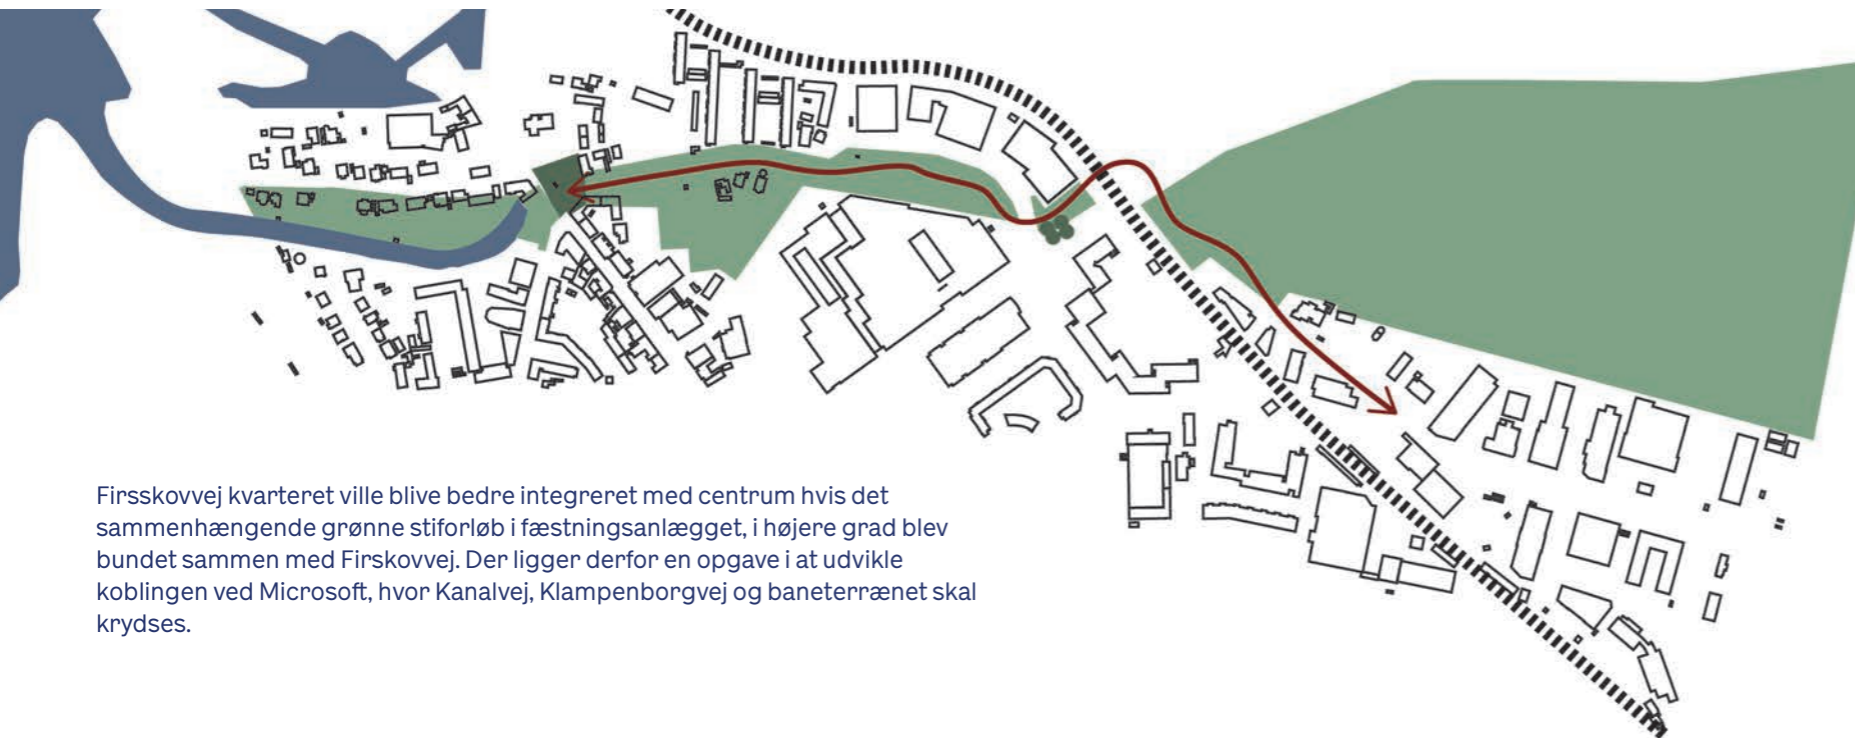 Firsskovvej kvarteret ville blive bedre integreret med centrum hvis det
sammenhængende grønne stiforløb i fæstningsanlægget, i højere grad blev
bundet sammen med Firskovvej. Der ligger derfor en opgave i at udvikle
koblingen ved Microsoft, hvor Kanalvej, Klampenborgvej og baneterrænet skal
krydses.